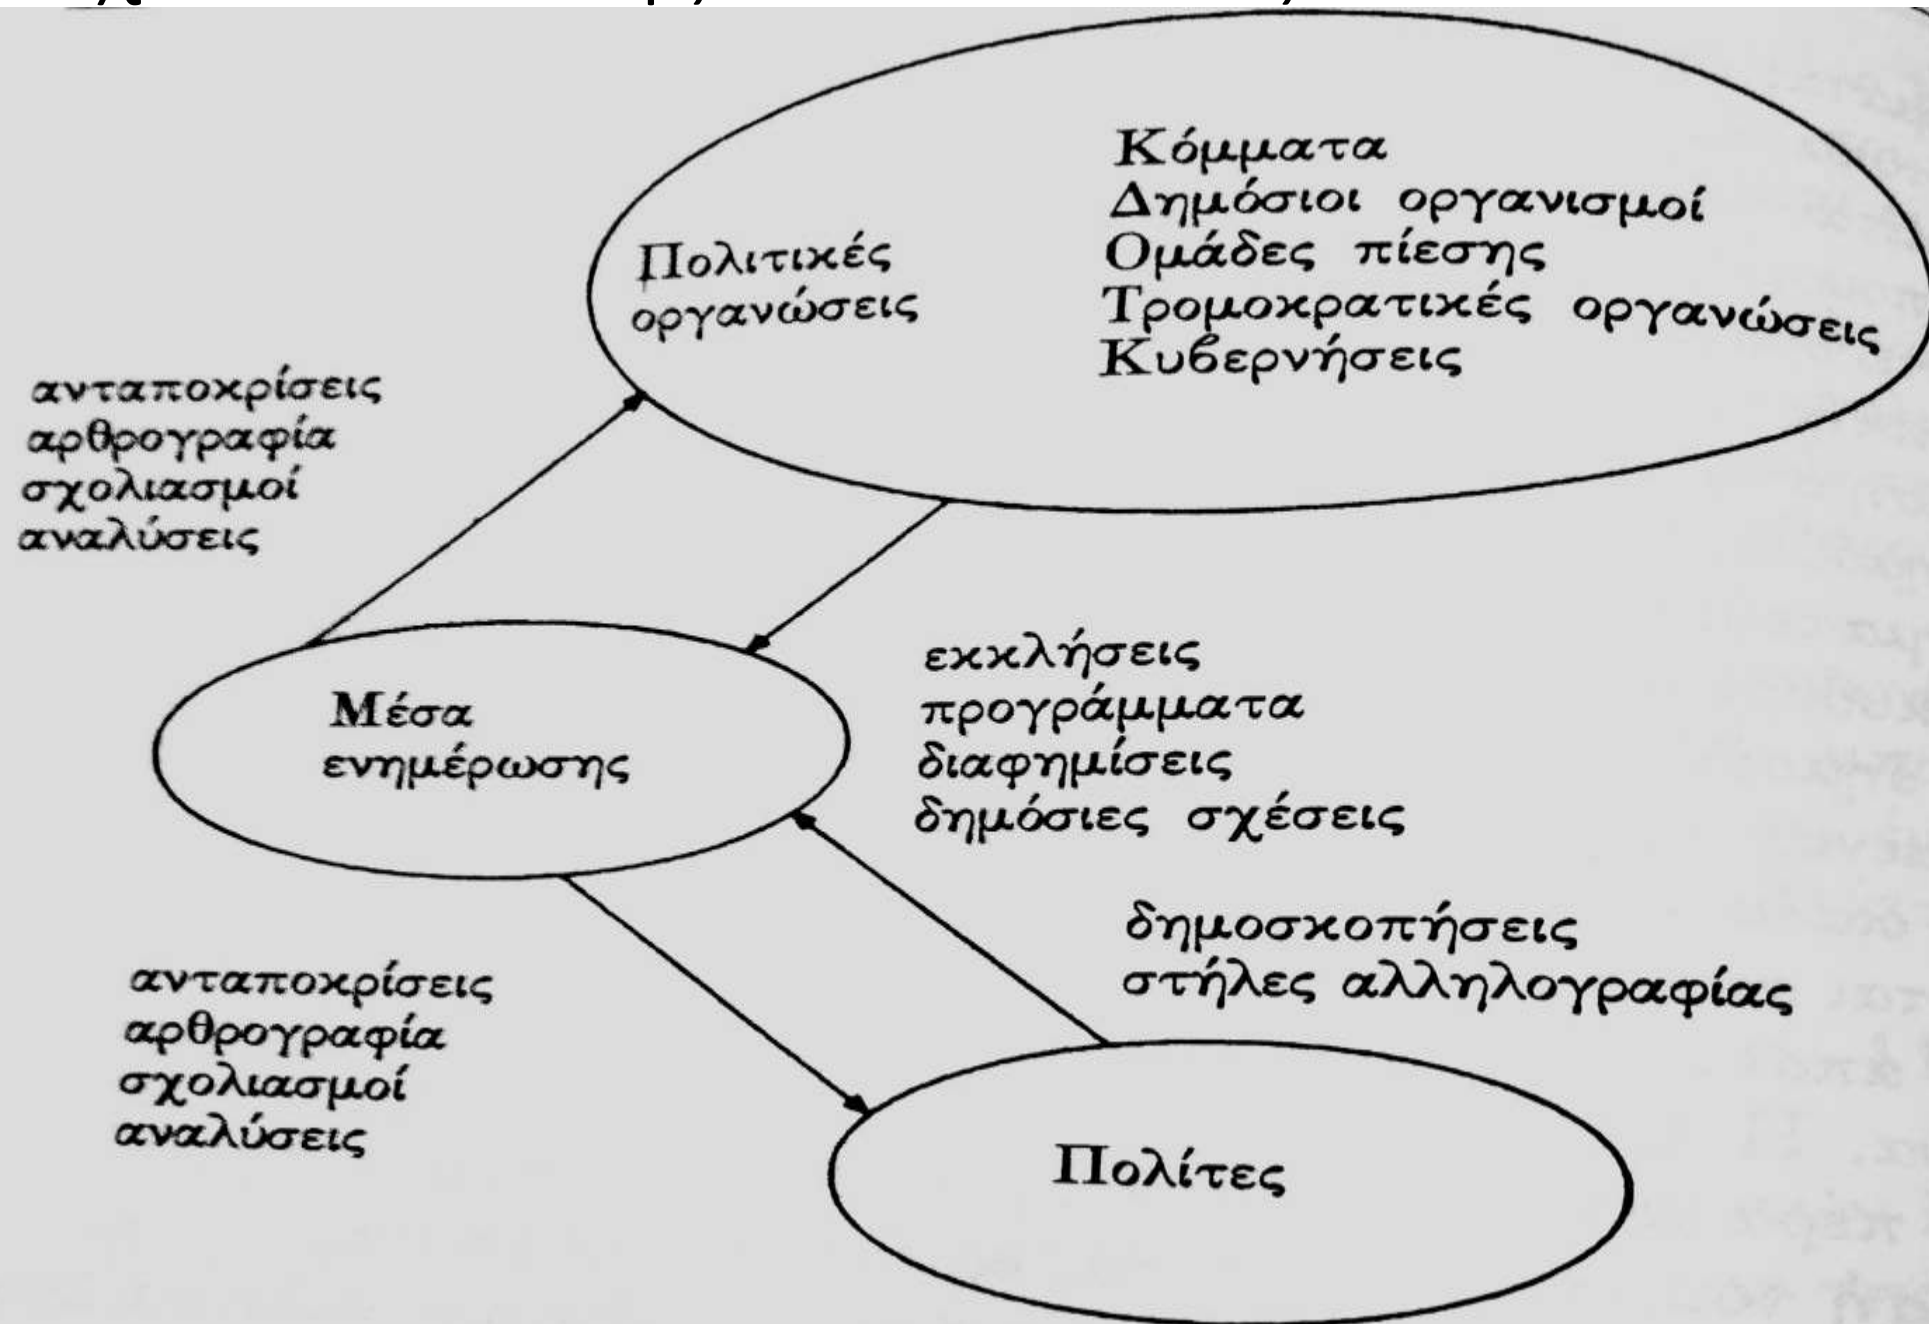 Πολιτικές
οργανώσεις
Κόμματα
Δημόσιοι οργανισμοί
Ομάδες πίεσης
Τρομοκρατικές οργανώσεις
Κυβερνήσεις
ανταποκρίσεις
αρθρογραφία
σχολιασμοί
αναλύσεις
Μέσα
ενημέρωσης
εκκλήσεις
προγράμματα
διαφημίσεις
δημόσιες σχέσεις
δημοσκοπήσεις
στήλες αλληλογραφίας
ανταποκρίσεις
αρθρογραφία
σχολιασμοί
αναλύσεις
Πολίτες